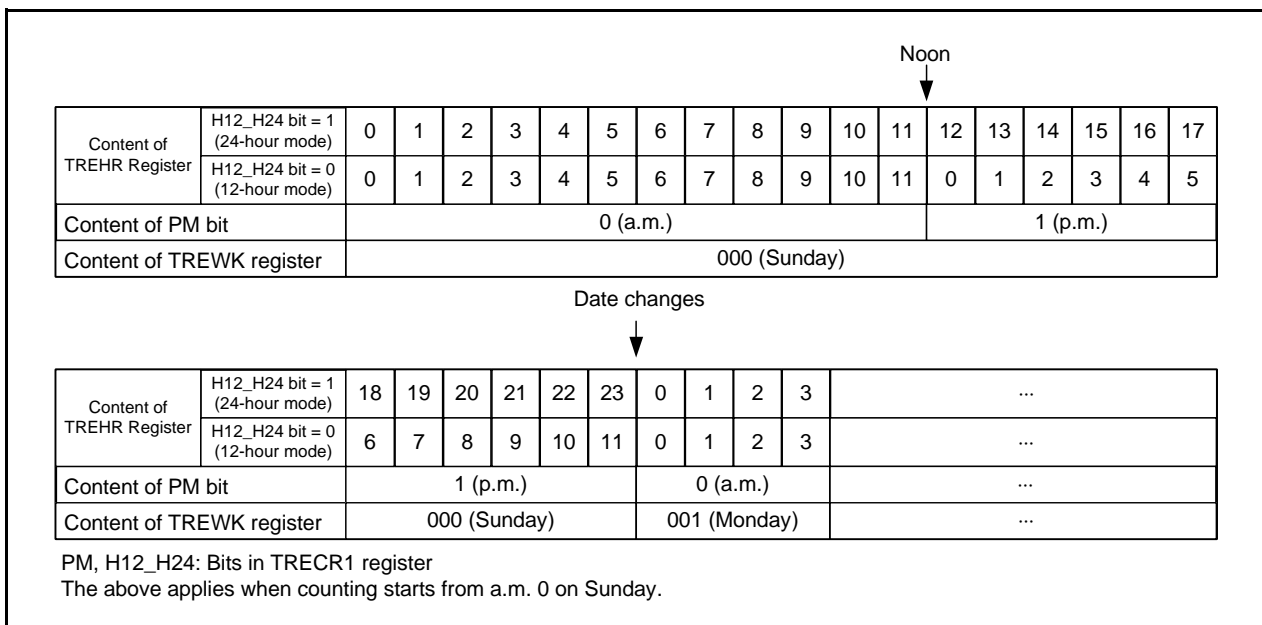 Noon
Content of TREHR Register H12_H24 bit = 1 (24-hour mode) 0 1 2 3 4 5 6 7 8 9 10 11 12 13 14 15 16 17
H12_H24 bit = 0 (12-hour mode) 0 1 2 3 4 5 6 7 8 9 10 11 0 1 2 3 4 5
Content of PM bit 0 (a.m.) 1 (p.m.)
Content of TREWK register 000 (Sunday)
Date changes
Content of TREHR Register H12_H24 bit = 1 (24-hour mode) 18 19 20 21 22 23 0 1 2 3 ...
H12_H24 bit = 0 (12-hour mode) 6 7 8 9 10 11 0 1 2 3 ...
Content of PM bit 1 (p.m.) 0 (a.m.) ...
Content of TREWK register 000 (Sunday) 001 (Monday) ...
PM, H12_H24: Bits in TRECR1 register
The above applies when counting starts from a.m. 0 on Sunday.